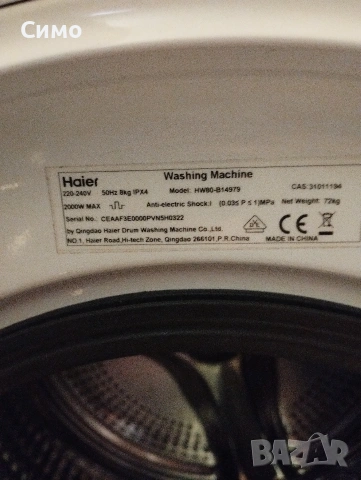 Симо
Washing Machine
Haier
220-240V 50Hz 8kg IPX4 Model: HW80-B14979 CAS:31011194
2000W MAX Anti-electric Shock:I (0.03≤ P ≤ 1)MPa Net Weight: 72kg
Serial No.: CEAAF3E0000PVN5H0322
by Qingdao Haier Drum Washing Machine Co.,Ltd.
NO.1, Haier Road,Hi-tech Zone, Qingdao 266101,P.R.China
CE
MADE IN CHINA
BAZAR